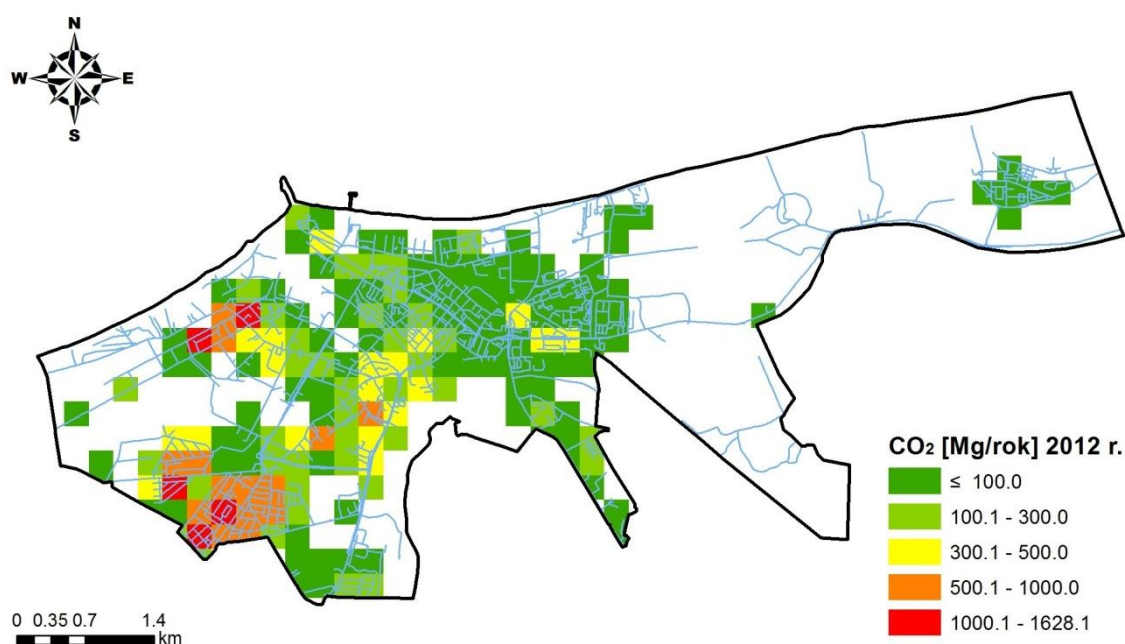 N
W E
S
CO₂ [Mg/rok] 2012 r.
≤ 100.0
100.1 - 300.0
300.1 - 500.0
500.1 - 1000.0
1000.1 - 1628.1
0 0.35 0.7 1.4
km